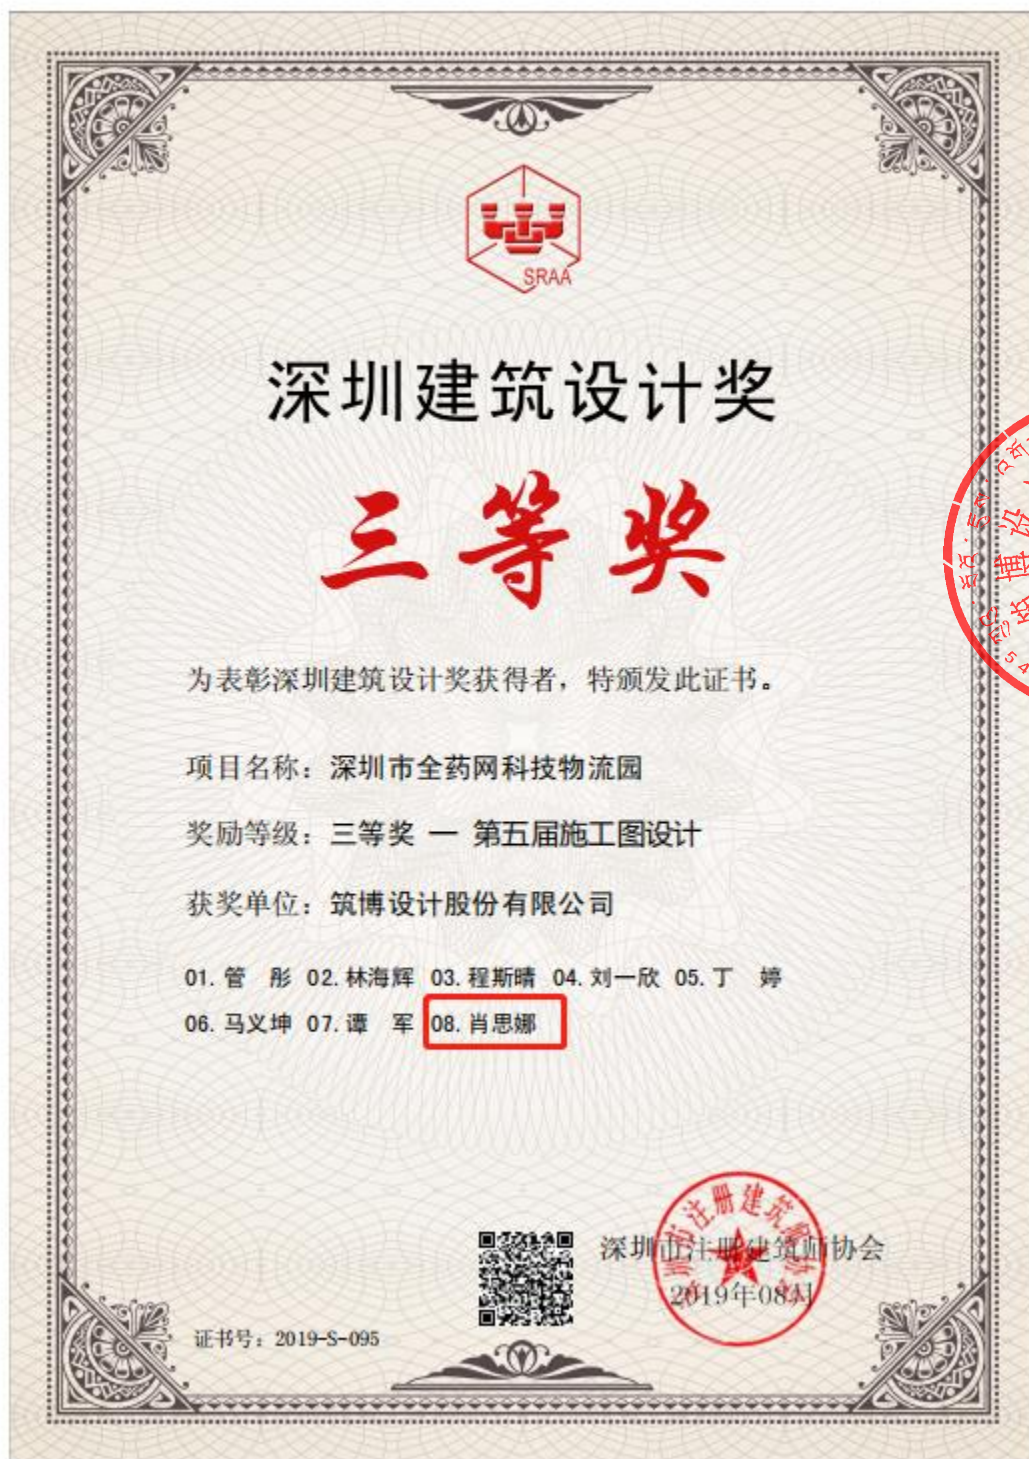 SRAA
深圳建筑设计奖
三等奖
为表彰深圳建筑设计奖获得者，特颁发此证书。
项目名称：深圳市全药网科技物流园
奖励等级：三等奖 一 第五届施工图设计
获奖单位：筑博设计股份有限公司
01. 管 彤 02. 林海辉 03. 程斯晴 04. 刘一欣 05. 丁 婷
06. 马义坤 07. 谭 军 08. 肖思娜
深圳市注册建筑师协会
2019年08月
证书号：2019-S-095
筑博设